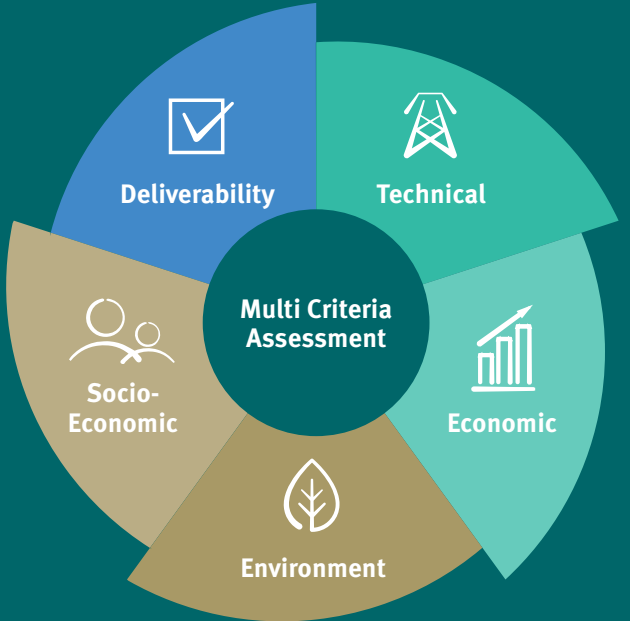 Deliverability
Technical
Multi Criteria
Assessment
Socio-
Economic
Economic
Environment